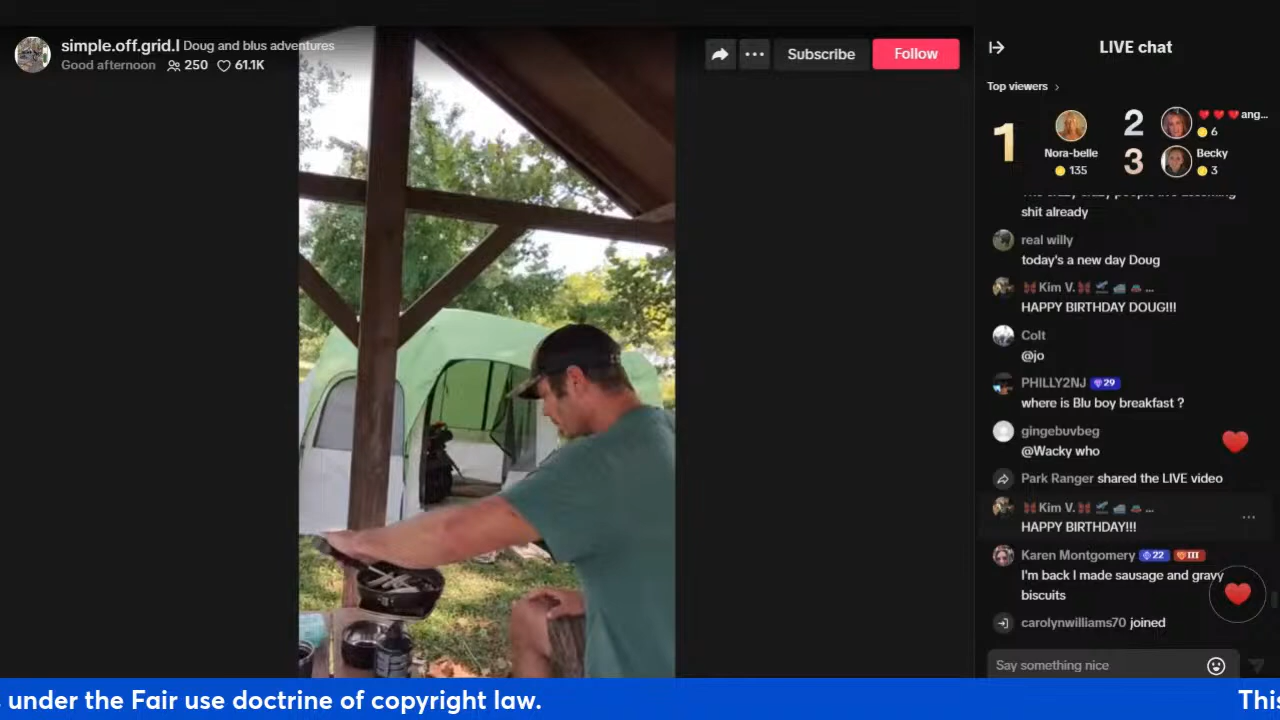 simple.off.grid.l Doug and blus adventures
Good afternoon 250 61.1K
Subscribe
Follow
LIVE chat
Top viewers
1
Nora-belle
135
2
ang...
6
3
Becky
3
shit already
real willy
today's a new day Doug
Kim V. ...
HAPPY BIRTHDAY DOUG!!!
Colt
@jo
PHILLY2NJ 29
where is Blu boy breakfast ?
gingebuvbeg
@Wacky who
Park Ranger shared the LIVE video
Kim V. ...
HAPPY BIRTHDAY!!!
Karen Montgomery 22 III
I'm back I made sausage and gravy
biscuits
carolynwilliams70 joined
Say something nice
under the Fair use doctrine of copyright law.
This